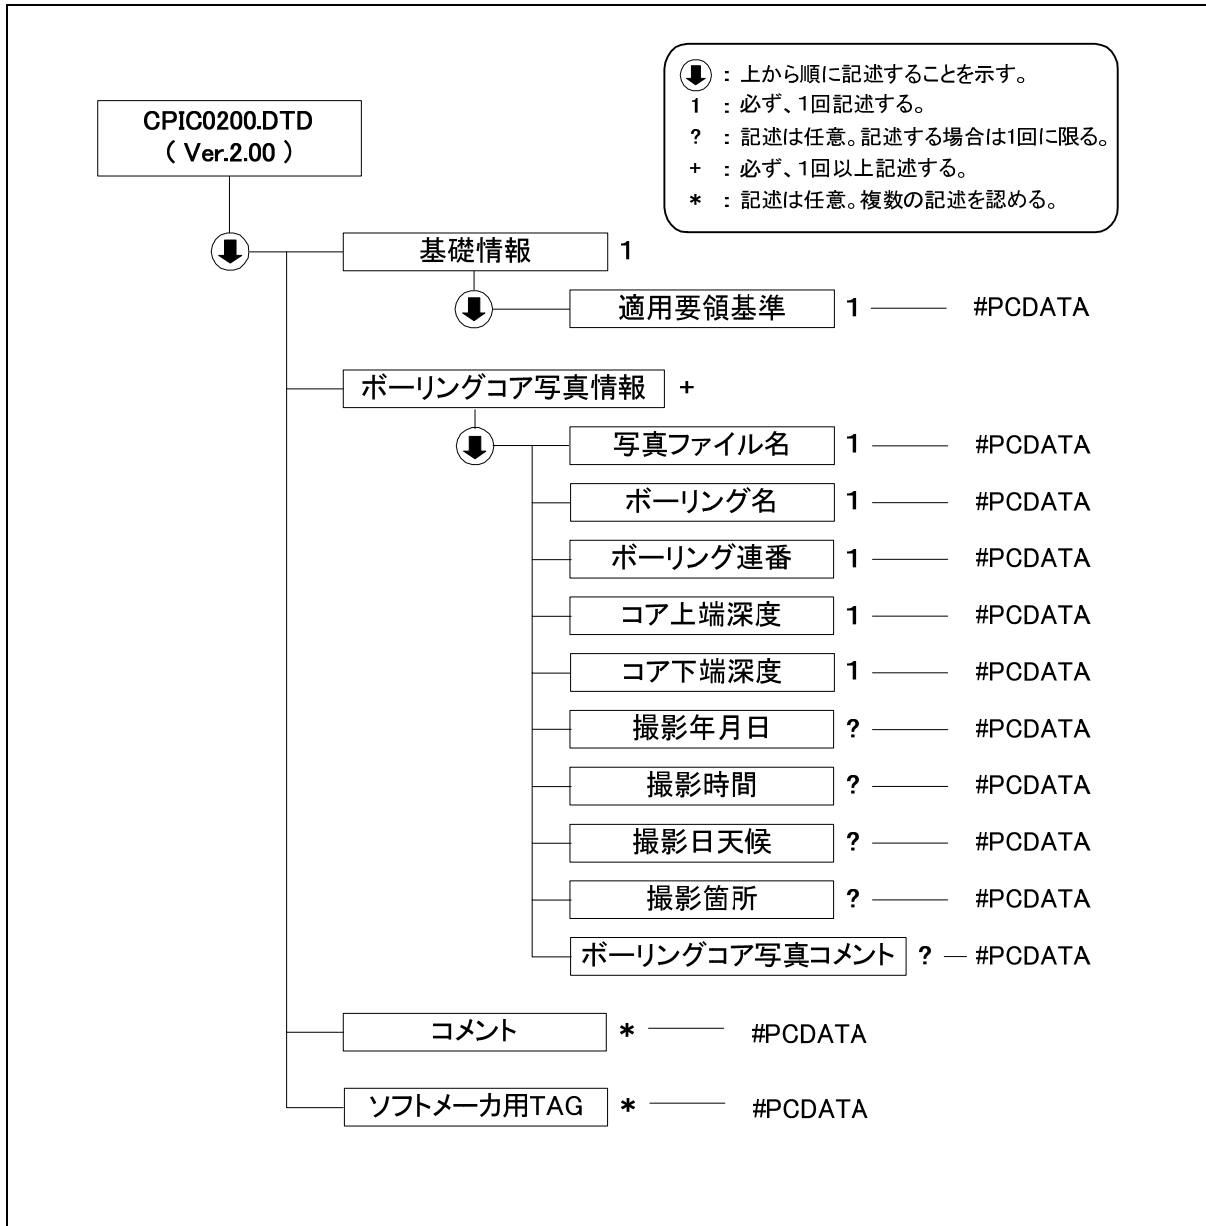 : 上から順に記述することを示す。
1 : 必ず、1回記述する。
? : 記述は任意。記述する場合は1回に限る。
+ : 必ず、1回以上記述する。
* : 記述は任意。複数の記述を認める。
CPIC0200.DTD
( Ver.2.00 )
基礎情報 1
適用要領基準 1 #PCDATA
ボーリングコア写真情報 +
写真ファイル名 1 #PCDATA
ボーリング名 1 #PCDATA
ボーリング連番 1 #PCDATA
コア上端深度 1 #PCDATA
コア下端深度 1 #PCDATA
撮影年月日 ? #PCDATA
撮影時間 ? #PCDATA
撮影日天候 ? #PCDATA
撮影箇所 ? #PCDATA
ボーリングコア写真コメント ? #PCDATA
コメント * #PCDATA
ソフトメーカ用TAG * #PCDATA